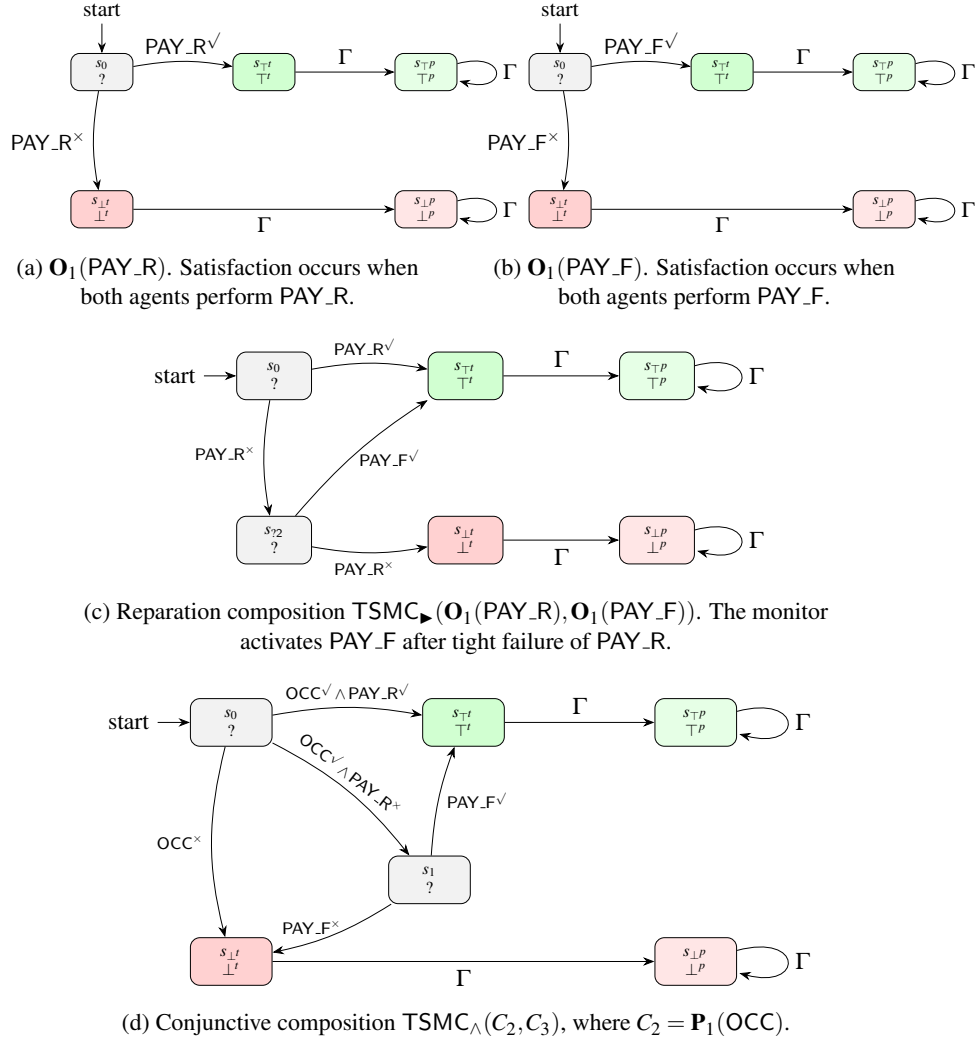 start
start
s₀
?
PAY_R√
s⊤ᵗ
⊤ᵗ
Γ
s⊤ᵖ
⊤ᵖ
Γ
s₀
?
PAY_F√
s⊤ᵗ
⊤ᵗ
Γ
s⊤ᵖ
⊤ᵖ
Γ
PAY_R×
PAY_F×
s⊥ᵗ
⊥ᵗ
Γ
s⊥ᵖ
⊥ᵖ
Γ
s⊥ᵗ
⊥ᵗ
Γ
s⊥ᵖ
⊥ᵖ
Γ
(a) O₁(PAY_R). Satisfaction occurs when
both agents perform PAY_R.
(b) O₁(PAY_F). Satisfaction occurs when
both agents perform PAY_F.
start
s₀
?
PAY_R√
s⊤ᵗ
⊤ᵗ
Γ
s⊤ᵖ
⊤ᵖ
Γ
PAY_R×
PAY_F√
s?2
?
PAY_R×
s⊥ᵗ
⊥ᵗ
Γ
s⊥ᵖ
⊥ᵖ
Γ
(c) Reparation composition TSMC▶(O₁(PAY_R), O₁(PAY_F)). The monitor
activates PAY_F after tight failure of PAY_R.
start
s₀
?
OCC√∧PAY_R√
s⊤ᵗ
⊤ᵗ
Γ
s⊤ᵖ
⊤ᵖ
Γ
OCC√∧PAY_R×
PAY_F√
OCC×
s₁
?
PAY_F×
s⊥ᵗ
⊥ᵗ
Γ
s⊥ᵖ
⊥ᵖ
Γ
(d) Conjunctive composition TSMC∧(C₂,C₃), where C₂ = P₁(OCC).